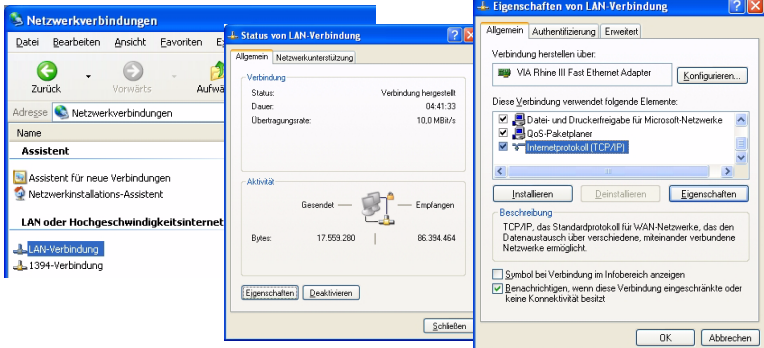 Netzwerkverbindungen
Datei Bearbeiten Ansicht Favoriten
Zurück Vorwärts
Adresse Netzwerkverbindungen
Name
Assistent
Assistent für neue Verbindungen
Netzwerkinstallations-Assistent
LAN oder Hochgeschwindigkeitsinternet
LAN-Verbindung
1394-Verbindung
Status von LAN-Verbindung
Allgemein Netzwerkunterstützung
Verbindung
Status: Verbindung hergestellt
Dauer: 04:41:33
Übertragungsrate: 10,0 MBit/s
Aktivität
Gesendet — — Empfangen
Bytes: 17.559.280 | 86.394.464
Eigenschaften Deaktivieren
Schließen
Eigenschaften von LAN-Verbindung
Allgemein Authentifizierung Erweitert
Verbindung herstellen über:
VIA Rhine III Fast Ethernet Adapter Konfigurieren...
Diese Verbindung verwendet folgende Elemente:
Datei- und Druckerfreigabe für Microsoft-Netzwerke
QoS-Paketplaner
Internetprotokoll (TCP/IP)
Installieren Deinstallieren Eigenschaften
Beschreibung
TCP/IP, das Standardprotokoll für WAN-Netzwerke, das den
Datenaustausch über verschiedene, miteinander verbundene
Netzwerke ermöglicht.
Symbol bei Verbindung im Infobereich anzeigen
Benachrichtigen, wenn diese Verbindung eingeschränkte oder
keine Konnektivität besitzt
OK Abbrechen